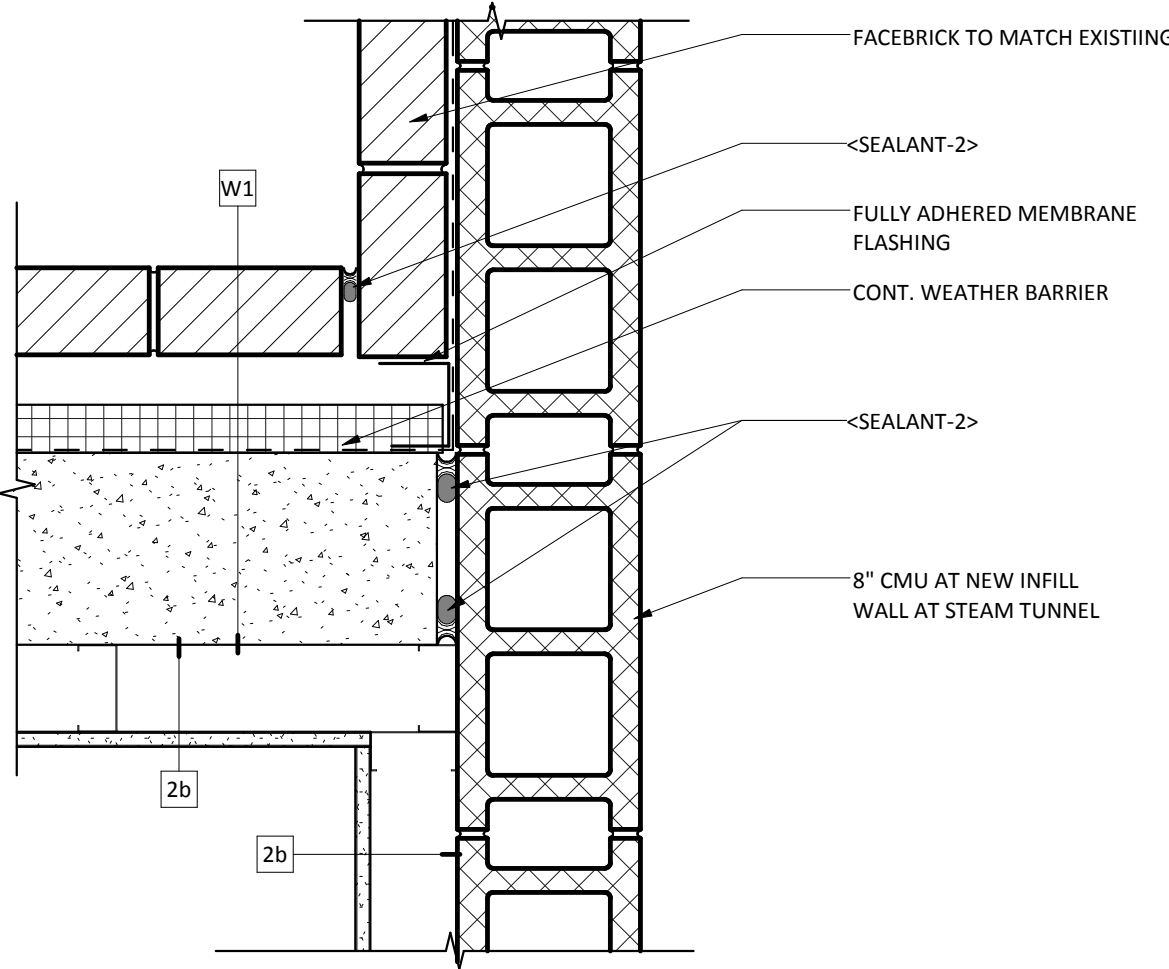 FACEBRICK TO MATCH EXISTIING
<SEALANT-2>
W1
FULLY ADHERED MEMBRANE
FLASHING
CONT. WEATHER BARRIER
<SEALANT-2>
8" CMU AT NEW INFILL
WALL AT STEAM TUNNEL
2b
2b